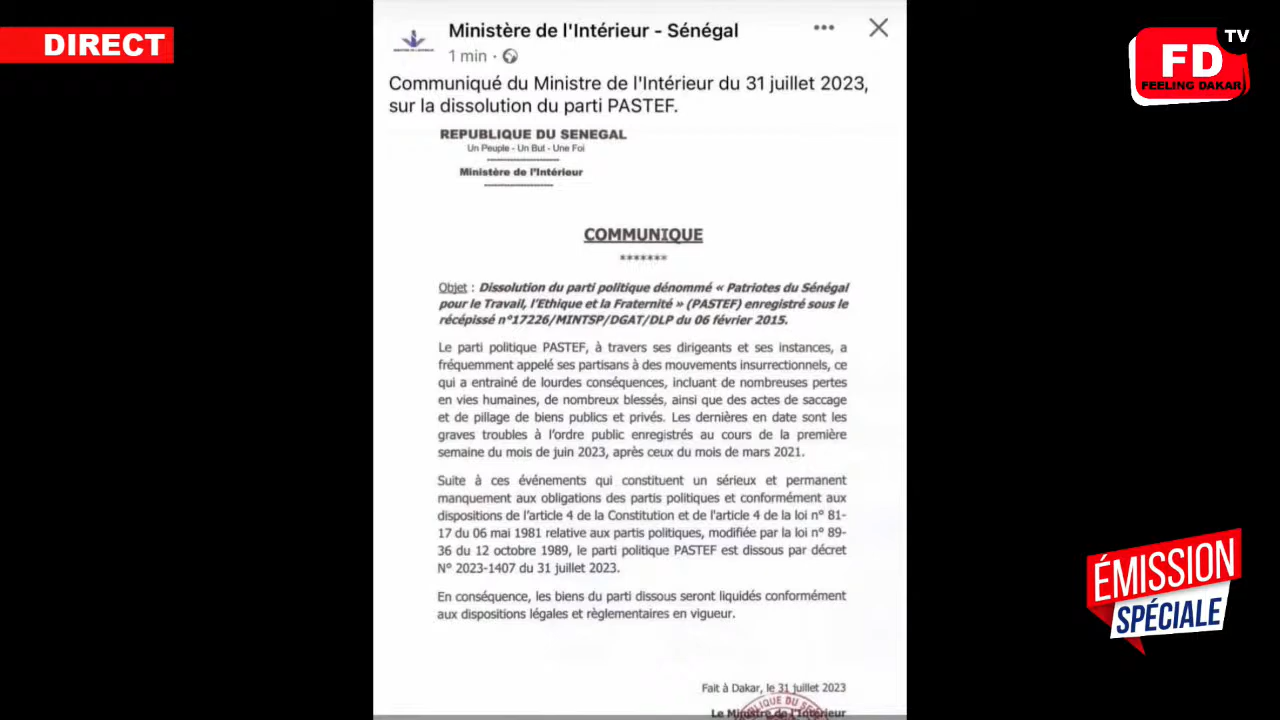 DIRECT
Ministère de l'Intérieur - Sénégal
1 min
Communiqué du Ministre de l'Intérieur du 31 juillet 2023,
sur la dissolution du parti PASTEF.
REPUBLIQUE DU SENEGAL
Un Peuple - Un But - Une Foi
Ministère de l'Intérieur
COMMUNIQUE
*******
Objet : Dissolution du parti politique dénommé « Patriotes du Sénégal
pour le Travail, l'Ethique et la Fraternité » (PASTEF) enregistré sous le
récépissé n°17226/MINTSP/DGAT/DLP du 06 février 2015.
Le parti politique PASTEF, à travers ses dirigeants et ses instances, a
fréquemment appelé ses partisans à des mouvements insurrectionnels, ce
qui a entrainé de lourdes conséquences, incluant de nombreuses pertes
en vies humaines, de nombreux blessés, ainsi que des actes de saccage
et de pillage de biens publics et privés. Les dernières en date sont les
graves troubles à l'ordre public enregistrés au cours de la première
semaine du mois de juin 2023, après ceux du mois de mars 2021.
Suite à ces événements qui constituent un sérieux et permanent
manquement aux obligations des partis politiques et conformément aux
dispositions de l'article 4 de la Constitution et de l'article 4 de la loi n° 81-
17 du 06 mai 1981 relative aux partis politiques, modifiée par la loi n° 89-
36 du 12 octobre 1989, le parti politique PASTEF est dissous par décret
N° 2023-1407 du 31 juillet 2023.
En conséquence, les biens du parti dissous seront liquidés conformément
aux dispositions légales et règlementaires en vigueur.
Fait à Dakar, le 31 juillet 2023
Le Ministre de l'Intérieur
TV
FD
FEELING DAKAR
ÉMISSION
SPÉCIALE